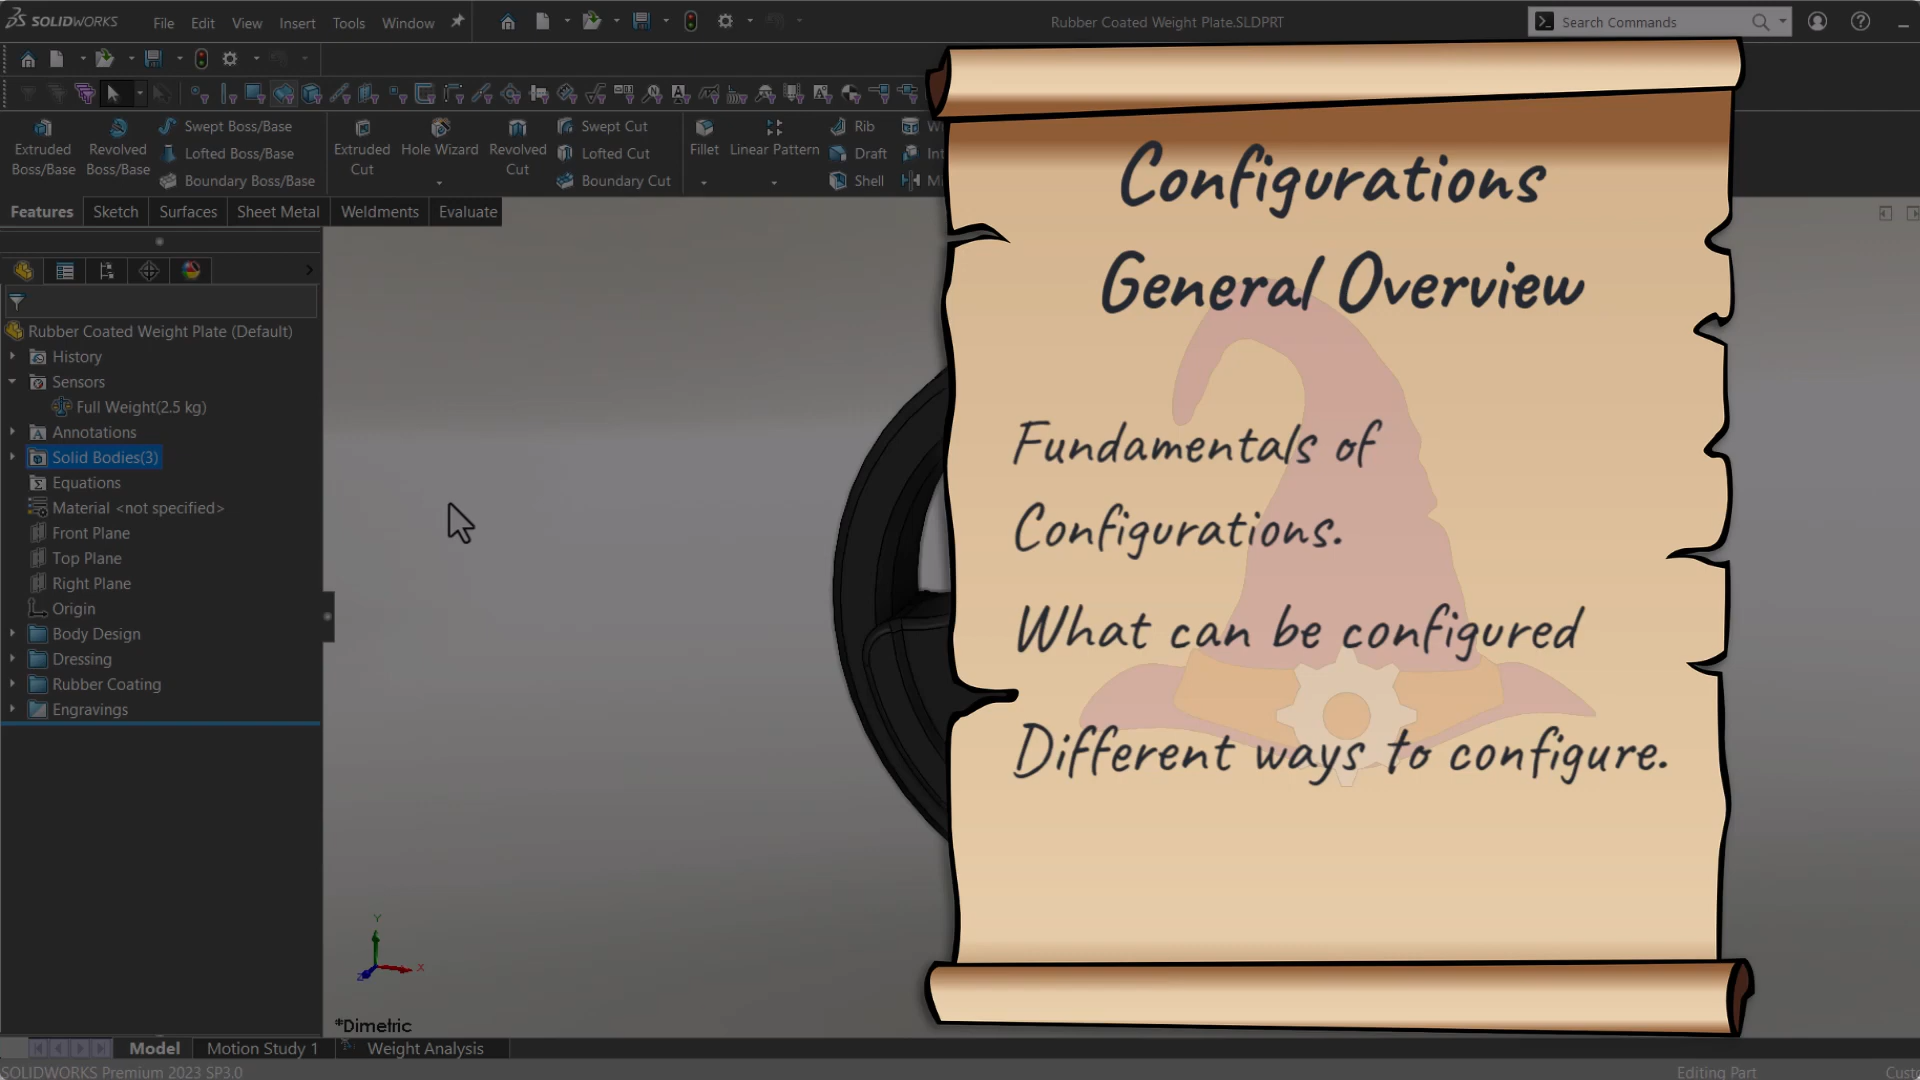 SOLIDWORKS File Edit View Insert Tools Window
Rubber Coated Weight Plate.SLDPRT
Search Commands
Extruded Boss/Base
Revolved Boss/Base
Swept Boss/Base
Lofted Boss/Base
Boundary Boss/Base
Extruded Cut
Hole Wizard
Revolved Cut
Swept Cut
Lofted Cut
Boundary Cut
Fillet
Linear Pattern
Rib
Draft
Shell
Features Sketch Surfaces Sheet Metal Weldments Evaluate
Rubber Coated Weight Plate (Default)
History
Sensors
Full Weight(2.5 kg)
Annotations
Solid Bodies(3)
Equations
Material <not specified>
Front Plane
Top Plane
Right Plane
Origin
Body Design
Dressing
Rubber Coating
Engravings
Configurations
General Overview
Fundamentals of
Configurations.
What can be configured
Different ways to configure.
Y
X
Z
*Dimetric
Model Motion Study 1 Weight Analysis
SOLIDWORKS Premium 2023 SP3.0
Editing Part